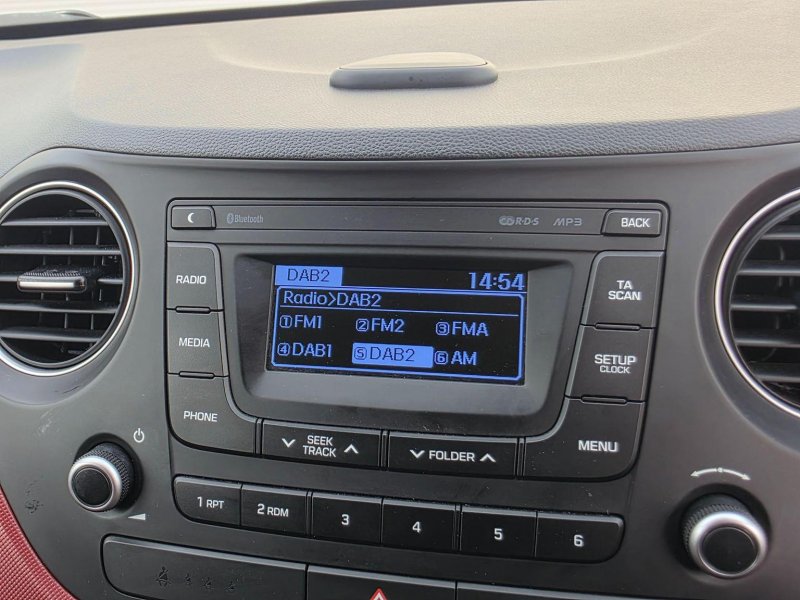 Bluetooth R·D·S MP3 BACK
RADIO
MEDIA
PHONE
DAB2 14:54
Radio>DAB2
①FM1 ②FM2 ③FMA
④DAB1 ⑤DAB2 ⑥AM
TA
SCAN
SETUP
CLOCK
MENU
SEEK
TRACK
FOLDER
1 RPT 2 RDM 3 4 5 6